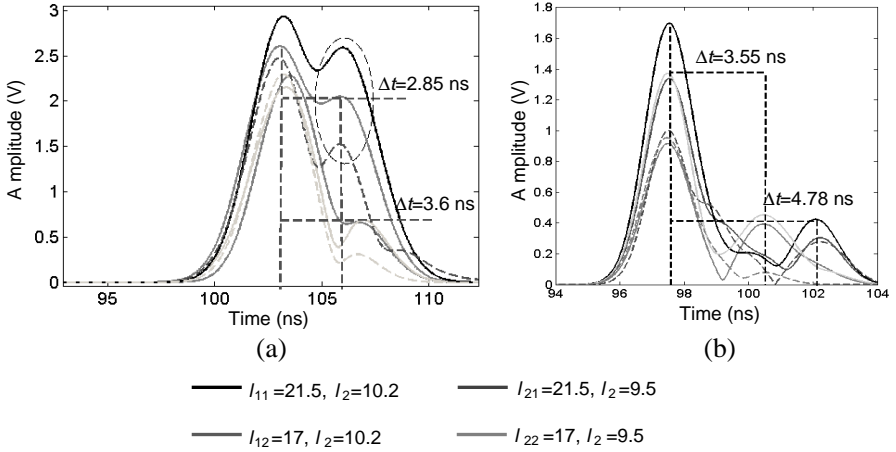 3
2.5
2
1.5
1
0.5
0
A mplitude (V)
Δt=2.85 ns
Δt=3.6 ns
95
100
105
110
Time (ns)
(a)
1.8
1.6
1.4
1.2
1
0.8
0.6
0.4
0.2
0
A mplitude (V)
Δt=3.55 ns
Δt=4.78 ns
94
96
98
100
102
104
Time (ns)
(b)
l11=21.5, l2=10.2
l21=21.5, l2=9.5
l12=17, l2=10.2
l22=17, l2=9.5